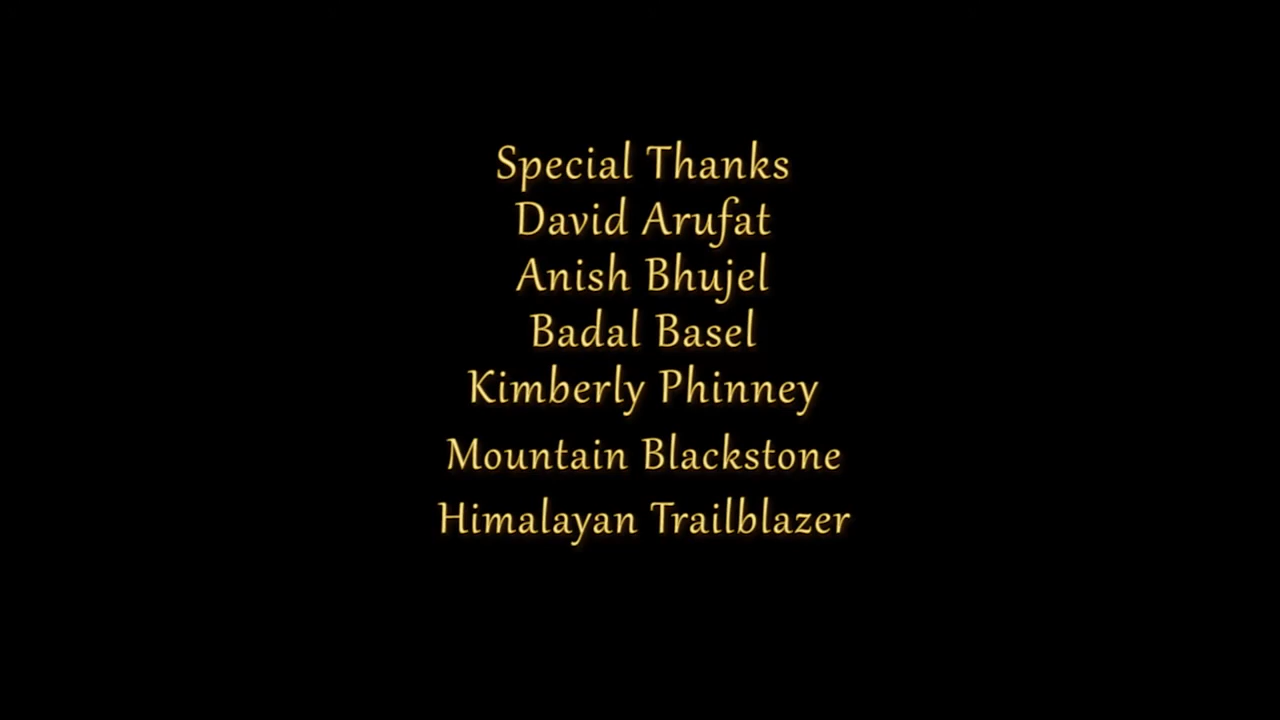 Special Thanks
David Arufat
Anish Bhujel
Badal Basel
Kimberly Phinney
Mountain Blackstone
Himalayan Trailblazer